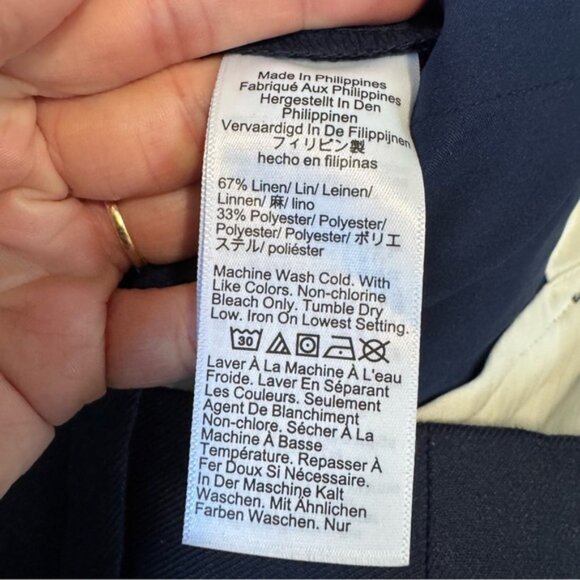 Made In Philippines
Fabriqué Aux Philippines
Hergestellt In Den
Philippinen
Vervaardigd In De Filippijnen
フィリピン製
hecho en filipinas
67% Linen/ Lin/ Leinen/
Linnen/ 麻/ lino
33% Polyester/ Polyester/
Polyester/ Polyester/ ポリエ
ステル/ poliéster
Machine Wash Cold. With
Like Colors. Non-chlorine
Bleach Only. Tumble Dry
Low. Iron On Lowest Setting.
30
Laver À La Machine À L'eau
Froide. Laver En Séparant
Les Couleurs. Seulement
Agent De Blanchiment
Non-chlore. Sécher À La
Machine À Basse
Température. Repasser À
Fer Doux Si Nécessaire.
In Der Maschine Kalt
Waschen. Mit Ähnlichen
Farben Waschen. Nur